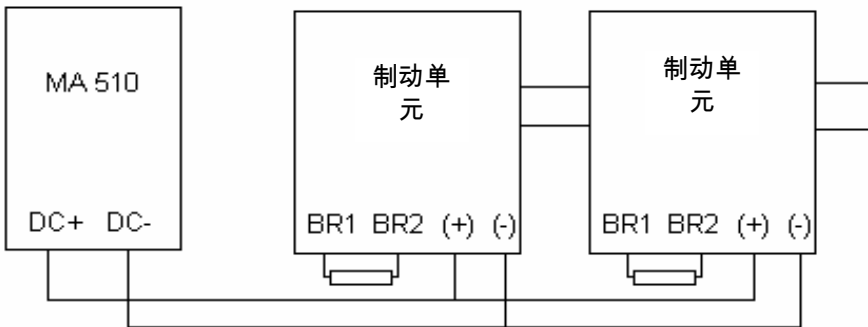 MA 510
DC+ DC-
制动单
元
BR1 BR2 (+) (-)
制动单
元
BR1 BR2 (+) (-)